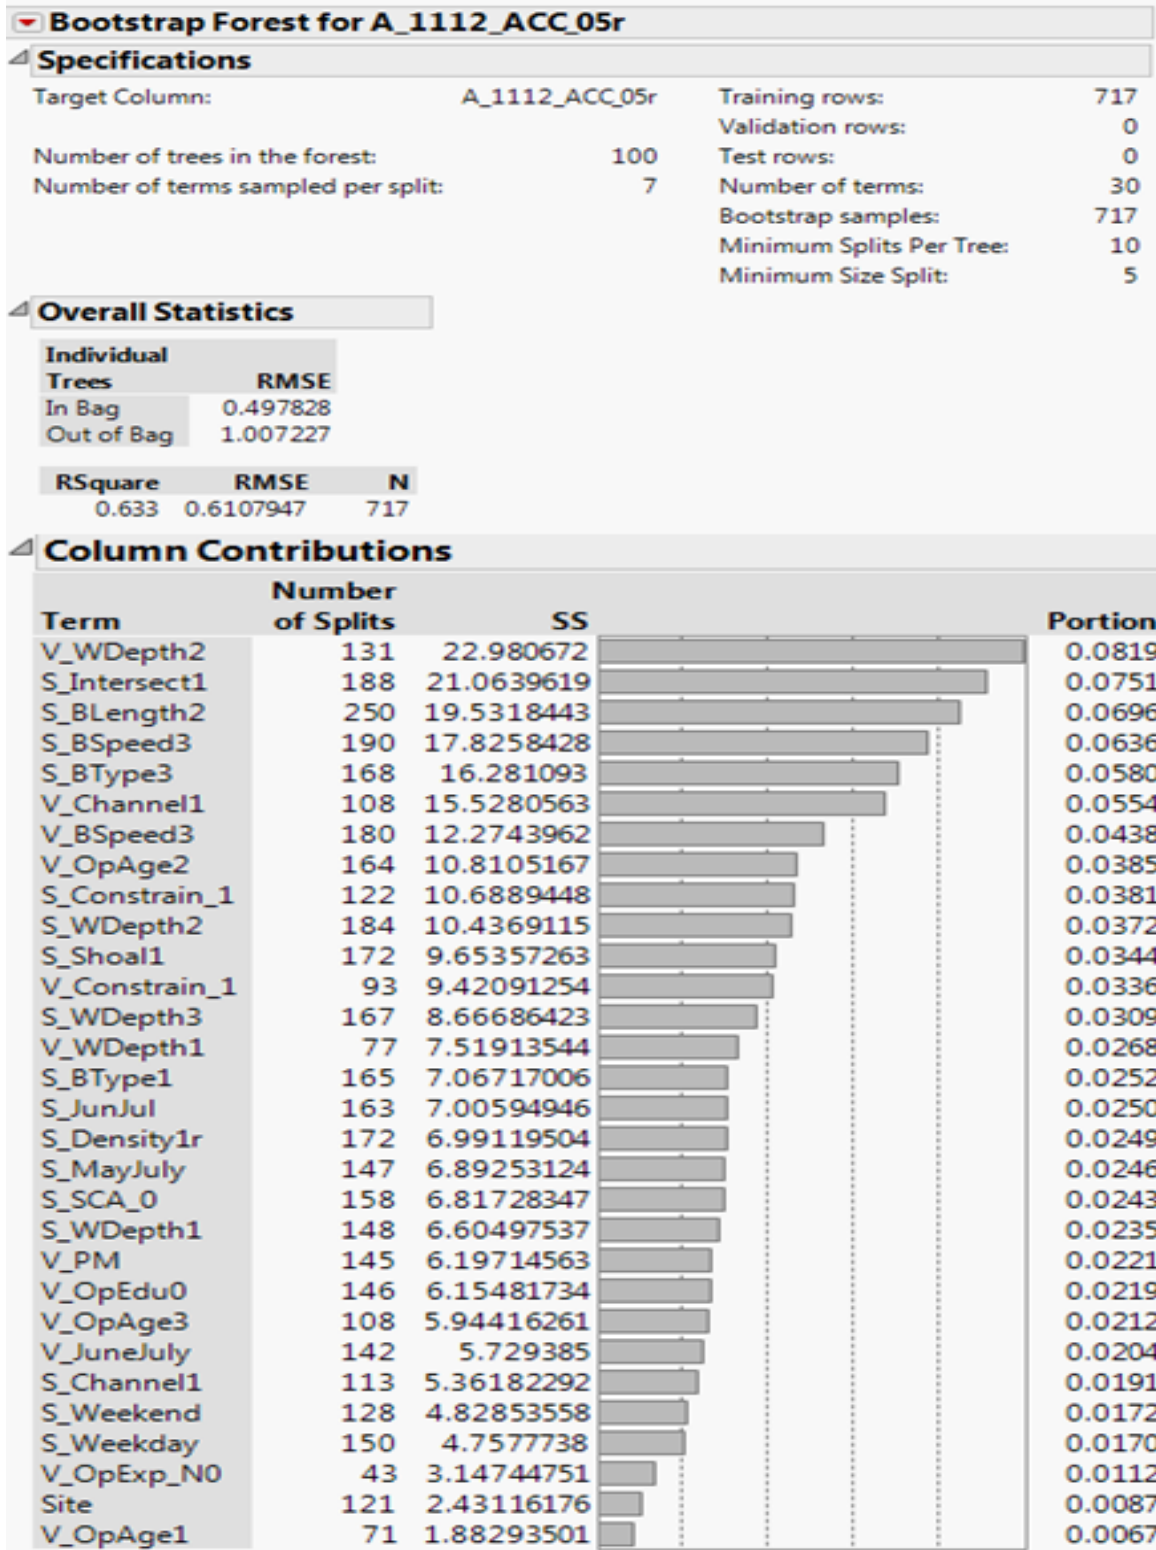 Bootstrap Forest for A_1112_ACC_05r
Specifications
Target Column: A_1112_ACC_05r Training rows: 717
Validation rows: 0
Number of trees in the forest: 100 Test rows: 0
Number of terms sampled per split: 7 Number of terms: 30
Bootstrap samples: 717
Minimum Splits Per Tree: 10
Minimum Size Split: 5
Overall Statistics
Individual
Trees RMSE
In Bag 0.497828
Out of Bag 1.007227
RSquare RMSE N
0.633 0.6107947 717
Column Contributions
Number
Term of Splits SS Portion
V_WDepth2 131 22.980672 0.0819
S_Intersect1 188 21.0639619 0.0751
S_BLength2 250 19.5318443 0.0696
S_BSpeed3 190 17.8258428 0.0636
S_BType3 168 16.281093 0.0580
V_Channel1 108 15.5280563 0.0554
V_BSpeed3 180 12.2743962 0.0438
V_OpAge2 164 10.8105167 0.0385
S_Constrain_1 122 10.6889448 0.0381
S_WDepth2 184 10.4369115 0.0372
S_Shoal1 172 9.65357263 0.0344
V_Constrain_1 93 9.42091254 0.0336
S_WDepth3 167 8.66686423 0.0309
V_WDepth1 77 7.51913544 0.0268
S_BType1 165 7.06717006 0.0252
S_JunJul 163 7.00594946 0.0250
S_Density1r 172 6.99119504 0.0249
S_MayJuly 147 6.89253124 0.0246
S_SCA_0 158 6.81728347 0.0243
S_WDepth1 148 6.60497537 0.0235
V_PM 145 6.19714563 0.0221
V_OpEdu0 146 6.15481734 0.0219
V_OpAge3 108 5.94416261 0.0212
V_JuneJuly 142 5.729385 0.0204
S_Channel1 113 5.36182292 0.0191
S_Weekend 128 4.82853558 0.0172
S_Weekday 150 4.7577738 0.0170
V_OpExp_N0 43 3.14744751 0.0112
Site 121 2.43116176 0.0087
V_OpAge1 71 1.88293501 0.0067